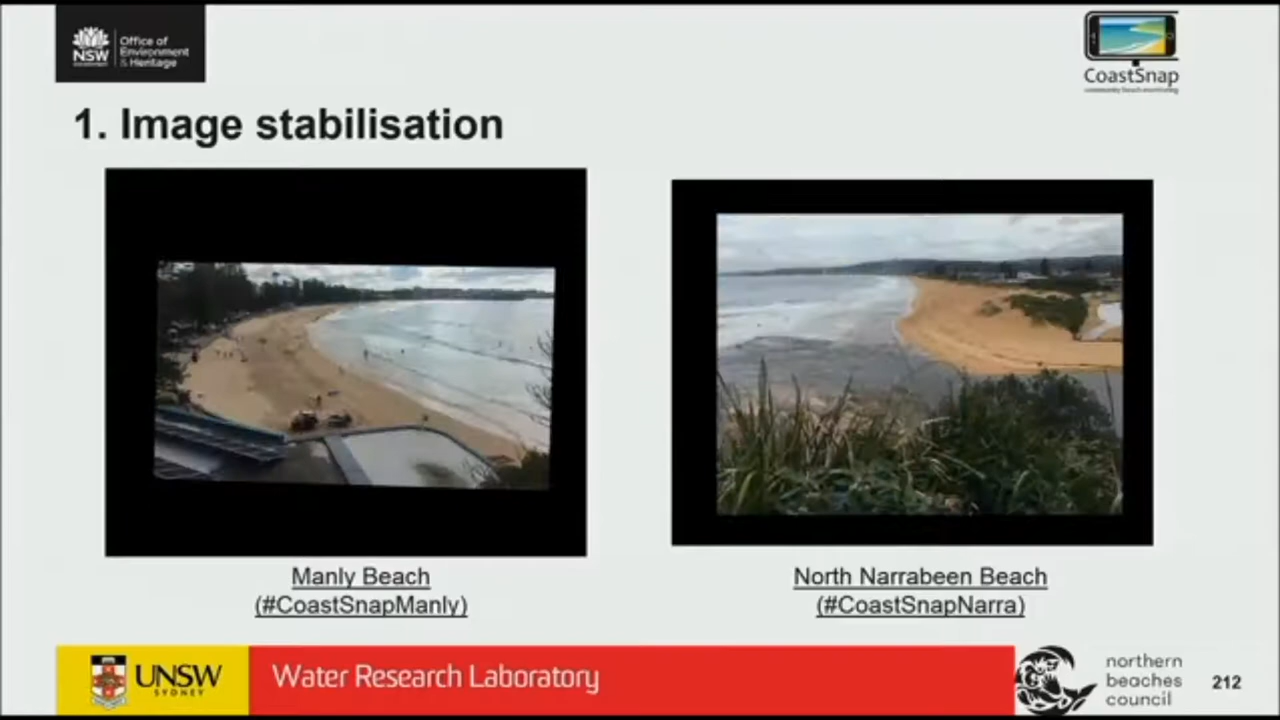 NSW
GOVERNMENT
Office of
Environment
& Heritage
CoastSnap
community beach monitoring
1. Image stabilisation
Manly Beach
(#CoastSnapManly)
North Narrabeen Beach
(#CoastSnapNarra)
UNSW
SYDNEY
Water Research Laboratory
northern
beaches
council
212